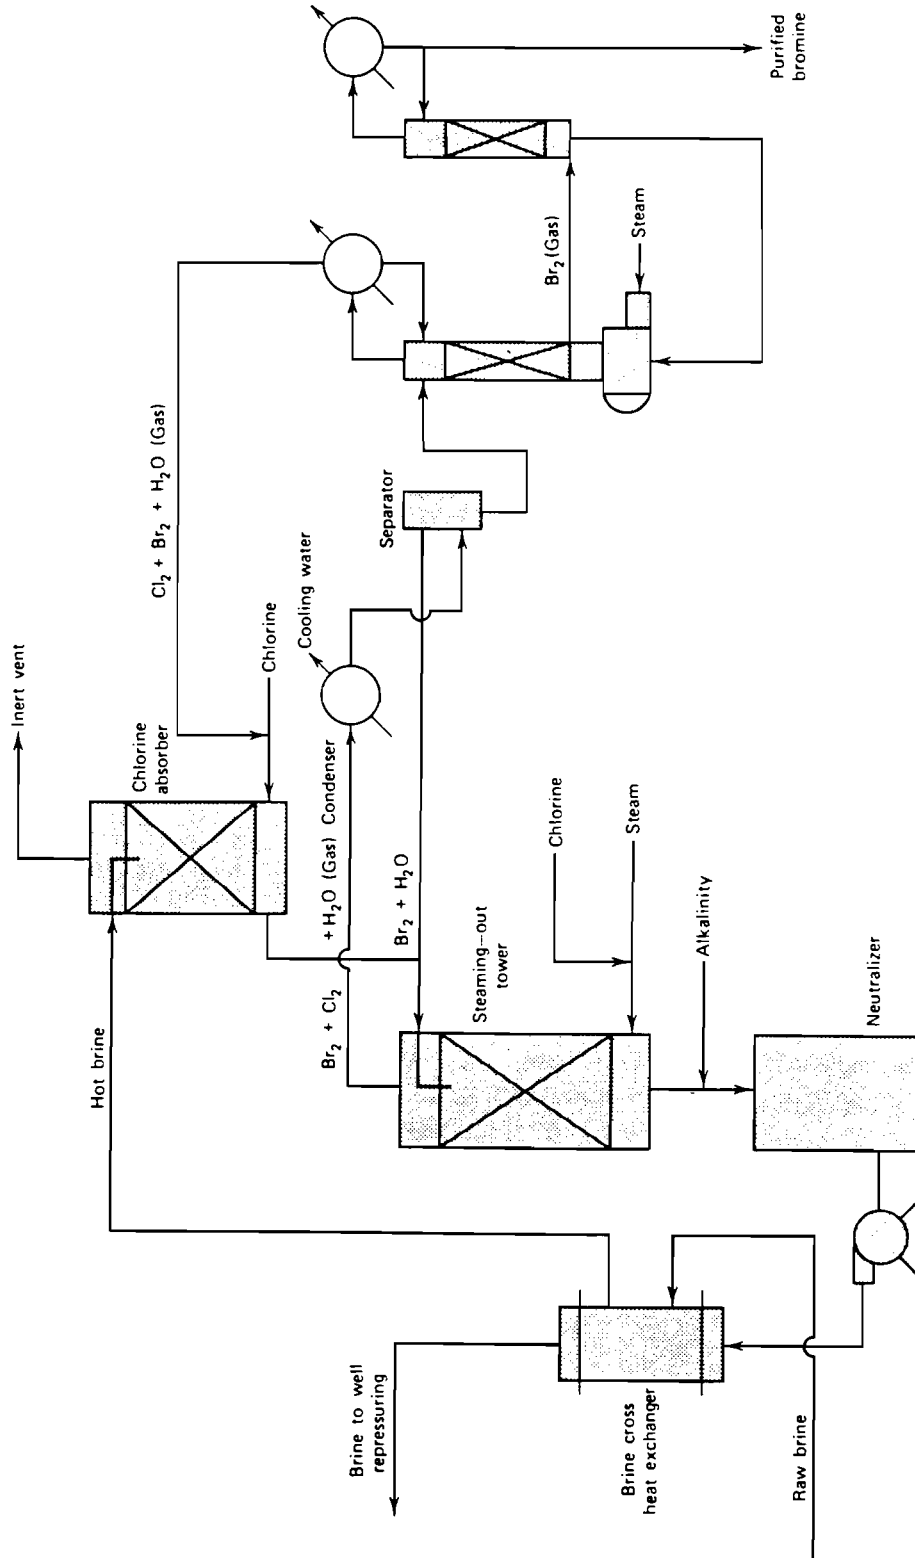 Inert vent
Chlorine
absorber
Cl₂ + Br₂ + H₂O (Gas)
Chlorine
Hot brine
Br₂ + Cl₂
+H₂O (Gas) Condenser
Cooling water
Separator
Br₂ + H₂O
Br₂ (Gas)
Steam
Purified
bromine
Steaming–out
tower
Chlorine
Steam
Alkalinity
Neutralizer
Brine to well
repressuring
Brine cross
heat exchanger
Raw brine